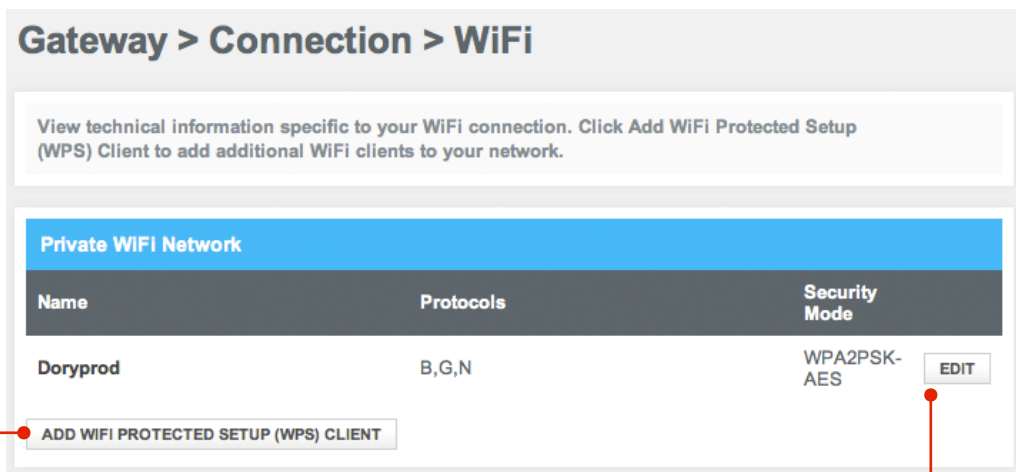 Gateway > Connection > WiFi
View technical information specific to your WiFi connection. Click Add WiFi Protected Setup
(WPS) Client to add additional WiFi clients to your network.
Private WiFi Network
Name Protocols Security
Mode
Doryprod B,G,N WPA2PSK-
AES EDIT
ADD WIFI PROTECTED SETUP (WPS) CLIENT